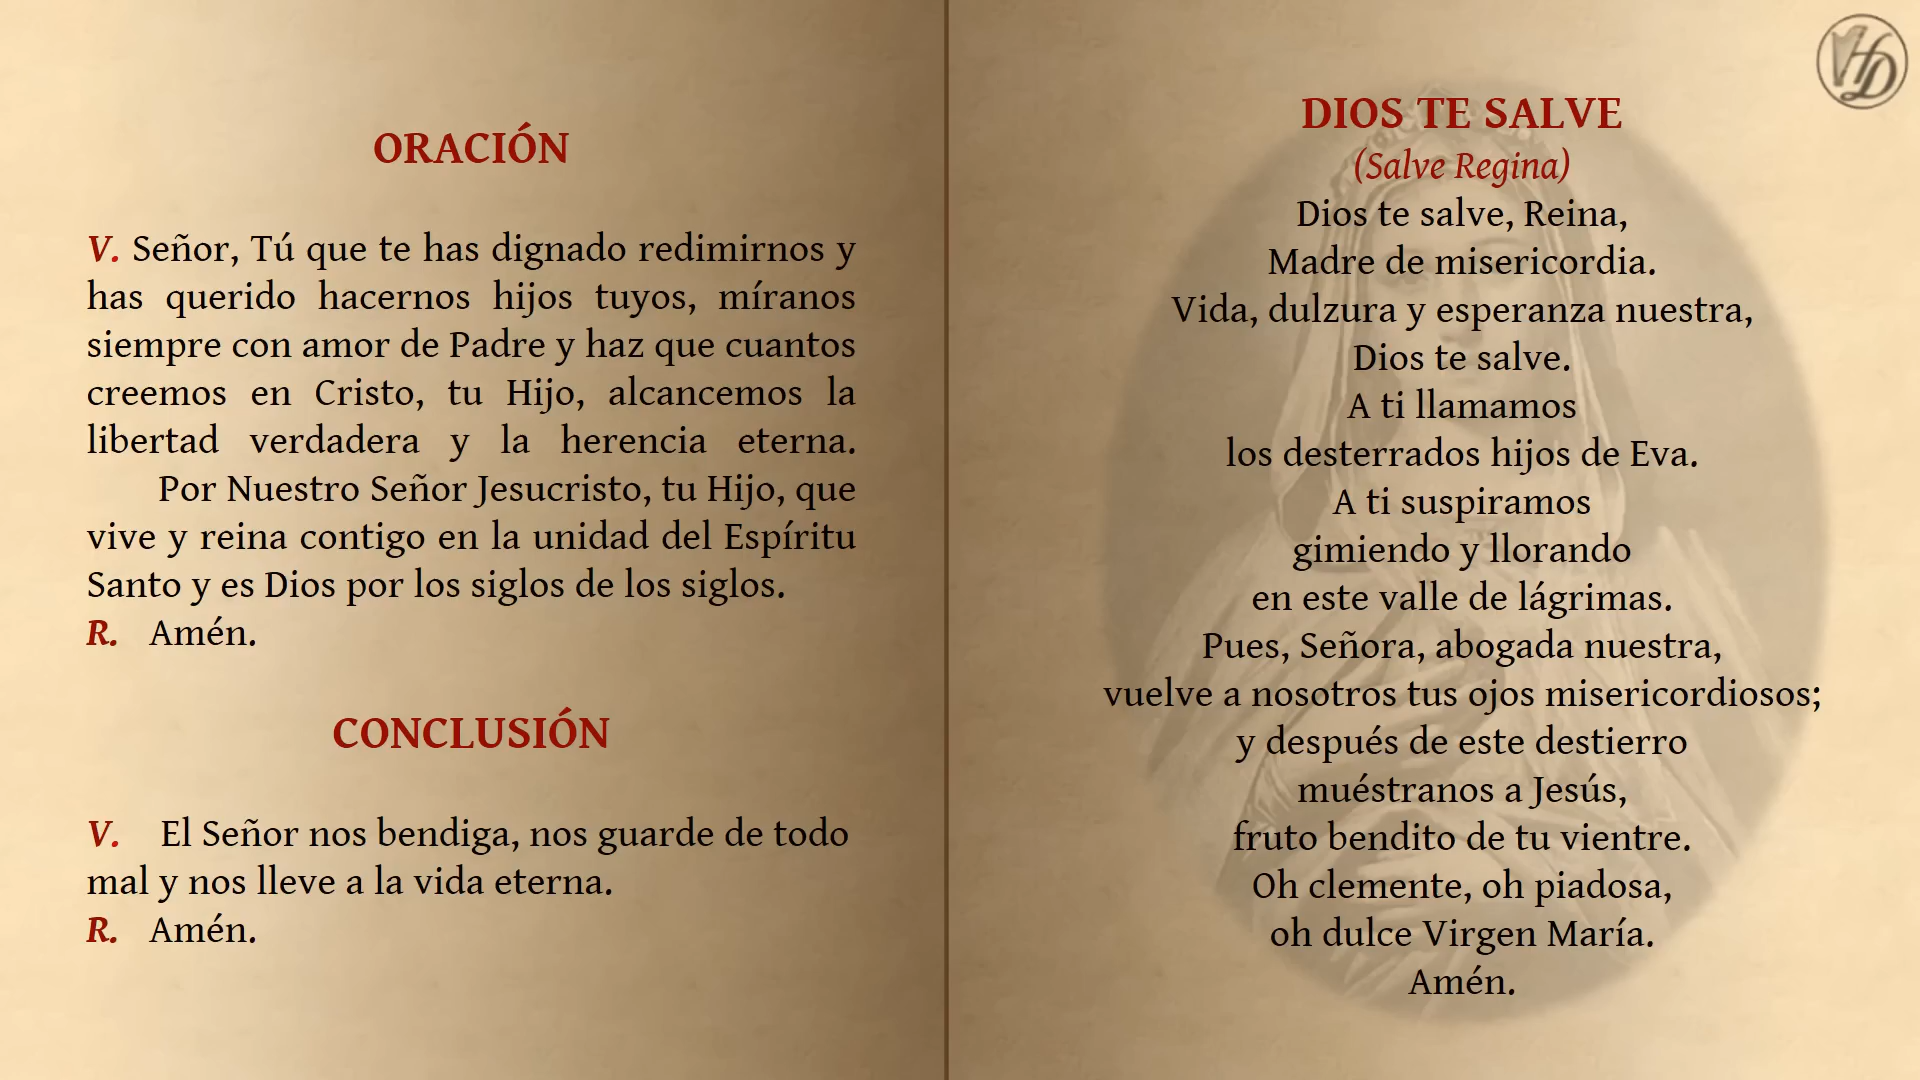 ORACIÓN
V. Señor, Tú que te has dignado redimirnos y
has querido hacernos hijos tuyos, míranos
siempre con amor de Padre y haz que cuantos
creemos en Cristo, tu Hijo, alcancemos la
libertad verdadera y la herencia eterna.
Por Nuestro Señor Jesucristo, tu Hijo, que
vive y reina contigo en la unidad del Espíritu
Santo y es Dios por los siglos de los siglos.
R. Amén.
CONCLUSIÓN
V. El Señor nos bendiga, nos guarde de todo
mal y nos lleve a la vida eterna.
R. Amén.
DIOS TE SALVE
(Salve Regina)
Dios te salve, Reina,
Madre de misericordia.
Vida, dulzura y esperanza nuestra,
Dios te salve.
A ti llamamos
los desterrados hijos de Eva.
A ti suspiramos
gimiendo y llorando
en este valle de lágrimas.
Pues, Señora, abogada nuestra,
vuelve a nosotros tus ojos misericordiosos;
y después de este destierro
muéstranos a Jesús,
fruto bendito de tu vientre.
Oh clemente, oh piadosa,
oh dulce Virgen María.
Amén.
HD